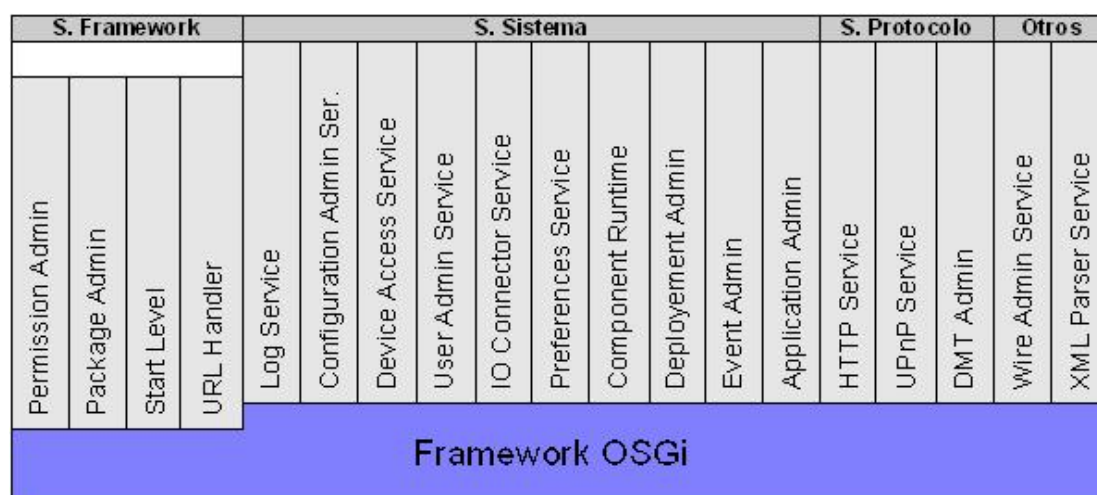 S. Framework
S. Sistema
S. Protocolo
Otros
Permission Admin
Package Admin
Start Level
URL Handler
Log Service
Configuration Admin Ser.
Device Access Service
User Admin Service
IO Connector Service
Preferences Service
Component Runtime
Deployement Admin
Event Admin
Application Admin
HTTP Service
UPnP Service
DMT Admin
Wire Admin Service
XML Parser Service
Framework OSGi